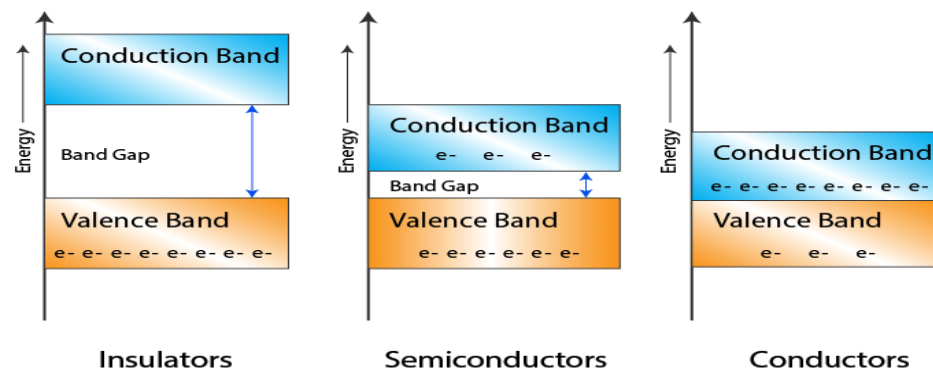 Energy
Conduction Band
Band Gap
Valence Band
e- e- e- e- e- e- e- e-
Insulators
Energy
Conduction Band
e- e- e-
Band Gap
Valence Band
e- e- e- e- e- e-
Semiconductors
Energy
Conduction Band
e- e- e- e- e- e- e- e-
Valence Band
e- e- e-
Conductors